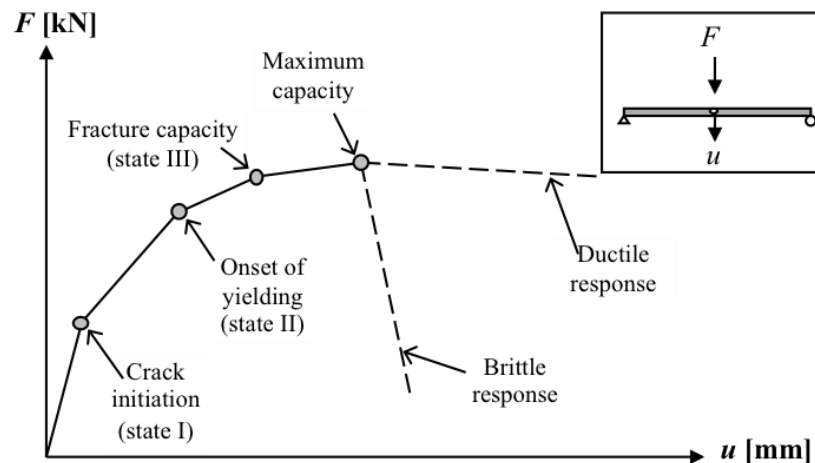 F [kN]
Maximum
capacity
Fracture capacity
(state III)
Onset of
yielding
(state II)
Crack
initiation
(state I)
Ductile
response
Brittle
response
F
u
u [mm]